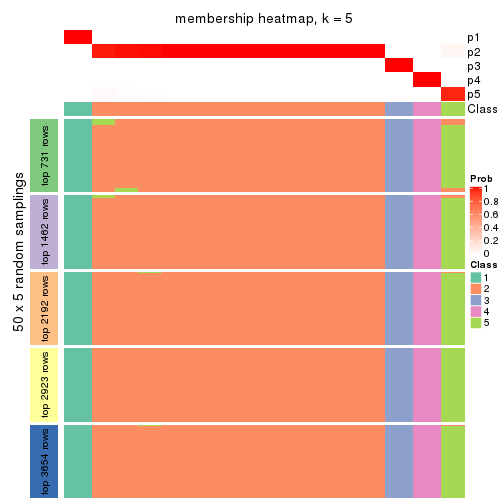 membership heatmap, k = 5
p1
p2
p3
p4
p5
Class
50 x 5 random samplings
top 731 rows
top 1462 rows
top 2192 rows
top 2923 rows
top 3654 rows
Prob
1
0.8
0.6
0.4
0.2
0
Class
1
2
3
4
5